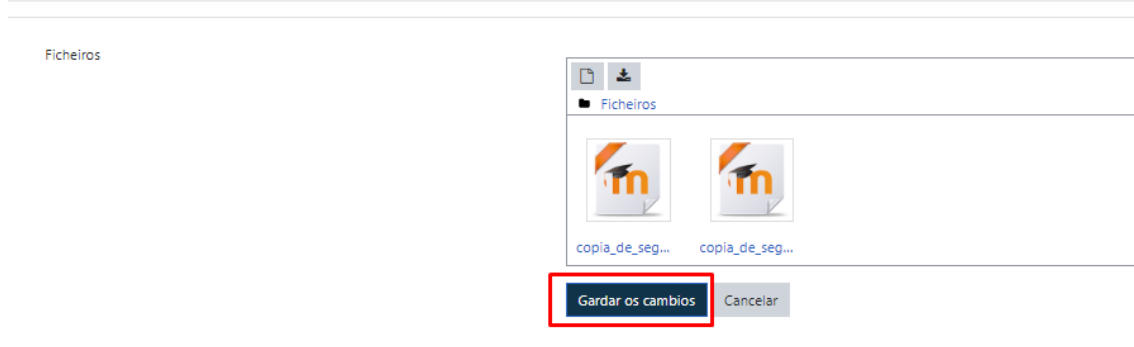 Ficheiros
Ficheiros
m m
copia_de_seg... copia_de_seg...
Gardar os cambios Cancelar